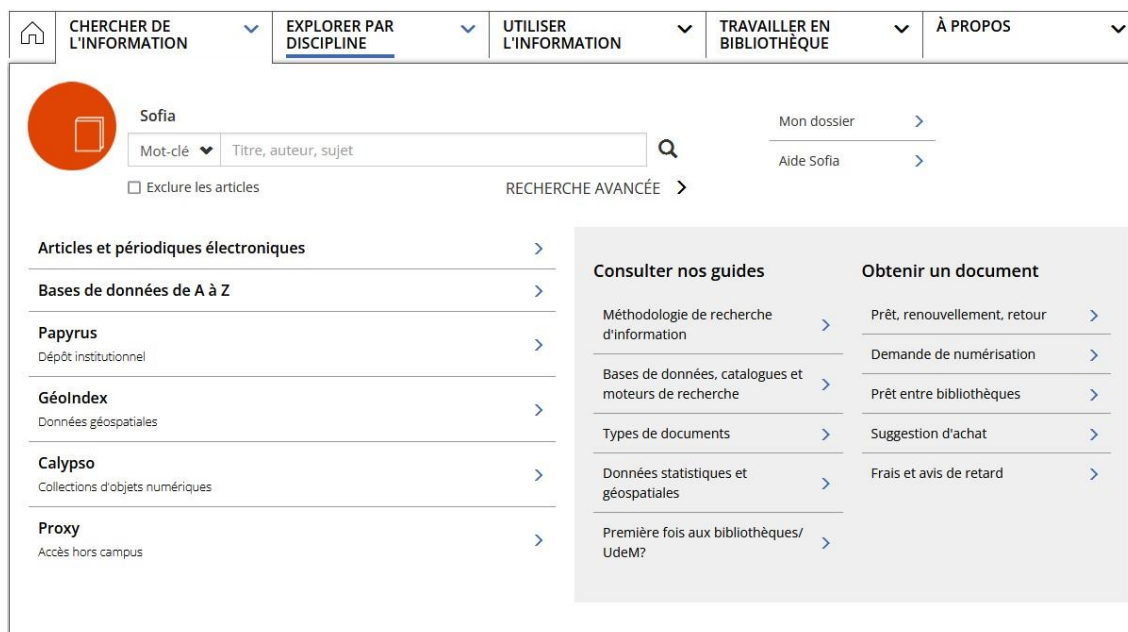 CHERCHER DE
L'INFORMATION
EXPLORER PAR
DISCIPLINE
UTILISER
L'INFORMATION
TRAVAILLER EN
BIBLIOTHÈQUE
À PROPOS
Sofia
Mot-clé
Titre, auteur, sujet
Exclure les articles
RECHERCHE AVANCÉE
Mon dossier
Aide Sofia
Articles et périodiques électroniques
Bases de données de A à Z
Papyrus
Dépôt institutionnel
GéoIndex
Données géospatiales
Calypso
Collections d'objets numériques
Proxy
Accès hors campus
Consulter nos guides
Méthodologie de recherche
d'information
Bases de données, catalogues et
moteurs de recherche
Types de documents
Données statistiques et
géospatiales
Première fois aux bibliothèques/
UdeM?
Obtenir un document
Prêt, renouvellement, retour
Demande de numérisation
Prêt entre bibliothèques
Suggestion d'achat
Frais et avis de retard